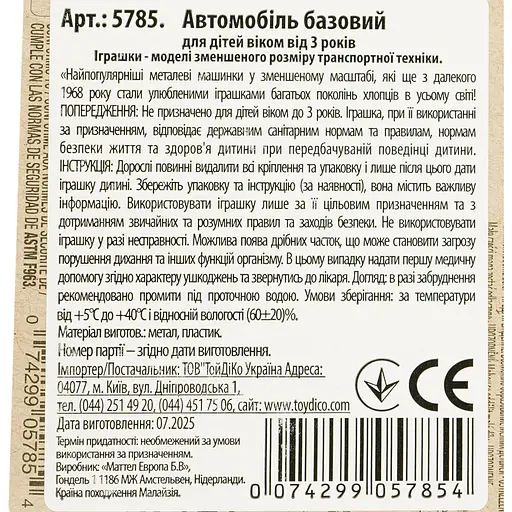 Арт.: 5785. Автомобіль базовий
для дітей віком від 3 років
Іграшки - моделі зменшеного розміру транспортної техніки.
«Найпопулярніші металеві машинки у зменшеному масштабі, які ще з далекого
1968 року стали улюбленими іграшками багатьох поколінь хлопців в усьому світі!
ПОПЕРЕДЖЕННЯ: Не призначено для дітей віком до 3 років. Іграшка, при її використанні
за призначенням, відповідає державним санітарним нормам та правилам, нормам
безпеки життя та здоров'я дитини при передбачуваній поведінці дитини.
ІНСТРУКЦІЯ: Дорослі повинні видалити всі кріплення та упаковку і лише після цього дати
іграшку дитині. Збережіть упаковку та інструкцію (за наявності), вона містить важливу
інформацію. Використовувати іграшку лише за її цільовим призначенням та з
дотриманням звичайних та розумних правил та заходів безпеки. Не використовувати
іграшку у разі несправності. Можлива поява дрібних часток, що може становити загрозу
порушення дихання та інших функцій організму. В цьому випадку надати першу медичну
допомогу згідно характеру ушкоджень та звернутись до лікаря. Догляд: в разі забруднення
рекомендовано промити під проточною водою. Умови зберігання: за температури
від +5°С до +40°С і відносній вологості (60±20)%.
Матеріал виготов.: метал, пластик.
Номер партії – згідно дати виготовлення.
Імпортер/Постачальник: ТОВ"ТойДіКо Україна Адреса:
04077, м. Київ, вул. Дніпроводська 1,
тел. (044) 251 49 20, (044) 451 75 06, сайт: www.toydico.com
Дата виготовлення: 07.2025
Термін придатності: необмежений за умови
використання за призначенням.
Виробник: «Маттел Європа Б.В»,
Гондель 1 1186 МЖ Амстельвен, Нідерланди.
Країна походження Малайзія.
CE
0 074299 057854
CUMPLE CON LAS NORMAS DE
SEGURIDAD DE ASTM F963.
0 74299 05785 4